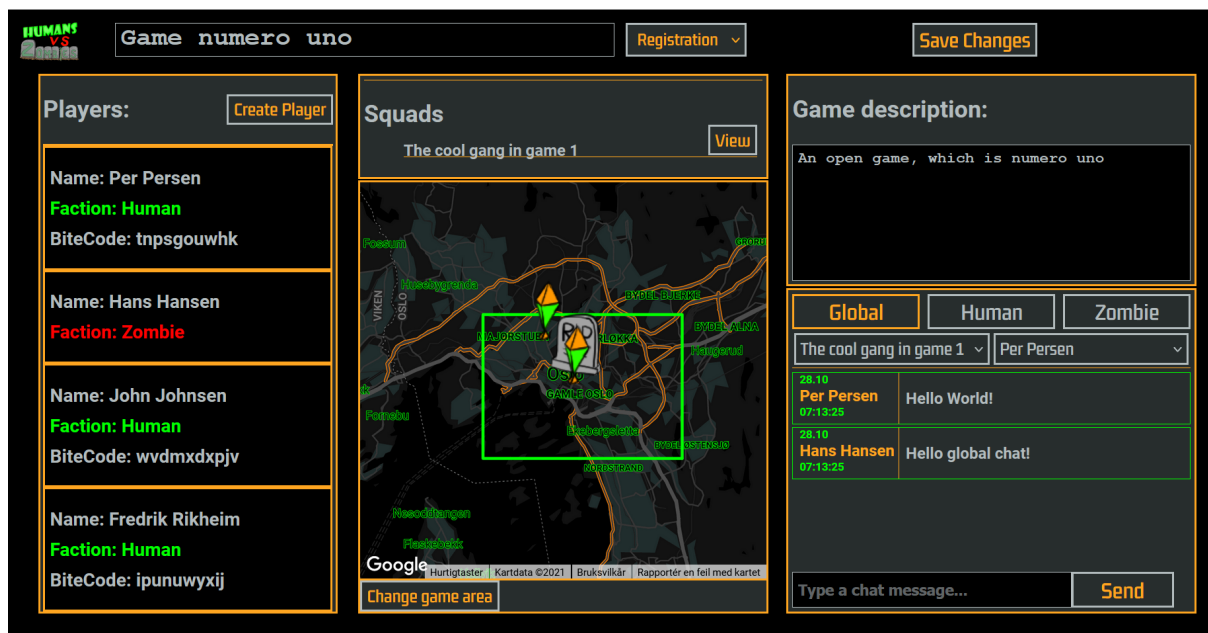 HUMANS
VS
Game numero uno
Registration
Save Changes
Players:
Create Player
Name: Per Persen
Faction: Human
BiteCode: tnpsgouwhk
Name: Hans Hansen
Faction: Zombie
Name: John Johnsen
Faction: Human
BiteCode: wvdmxdxpjv
Name: Fredrik Rikheim
Faction: Human
BiteCode: ipunuwyxij
Squads
The cool gang in game 1
View
Fossum
GRORU
Husebygrenda
VIKEN
OSLO
BYDEL BJERKE
MAJORSTUE
RIP
LØKKA
BYDEL ALNA
Haugerud
OSLO
GAMLE OSLO
Fornebu
Ekebergsletta
BYDEL ØSTENSJØ
NORDSTRAND
Nesoddtangen
Flaskebekk
Google
Hurtigtaster
Kartdata ©2021
Bruksvilkår
Rapportér en feil med kartet
Change game area
Game description:
An open game, which is numero uno
Global
Human
Zombie
The cool gang in game 1
Per Persen
28.10
Per Persen
07:13:25
Hello World!
28.10
Hans Hansen
07:13:25
Hello global chat!
Type a chat message...
Send